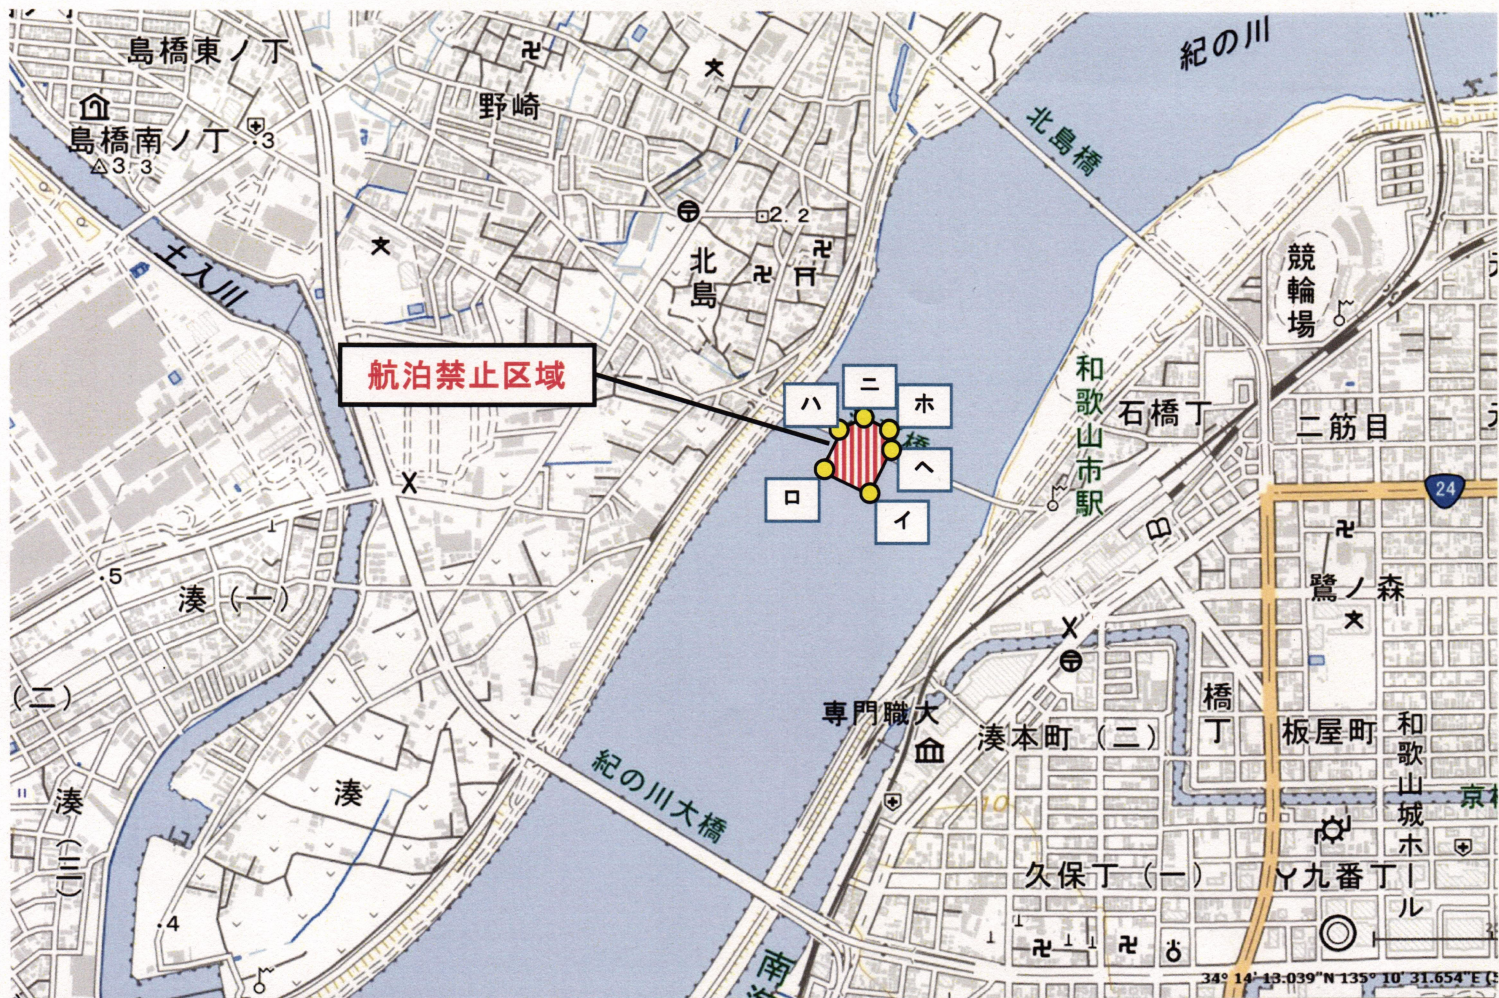 紀の川
島橋東ノ丁
野崎
島橋南ノ丁
3
3.3
北島橋
2.2
北島
土入川
競輪場
航泊禁止区域
ニ
ハ
ホ
橋
ヘ
ロ
イ
和歌山市駅
石橋丁
二筋目
24
5
湊(一)
鷺ノ森
(二)
専門職大
湊本町(二)
橋丁
板屋町
和歌山城ホール
紀の川大橋
湊
湊(三)
10
久保丁(一)
九番丁
4
南
34° 14' 13.039"N 135° 10' 31.654"E